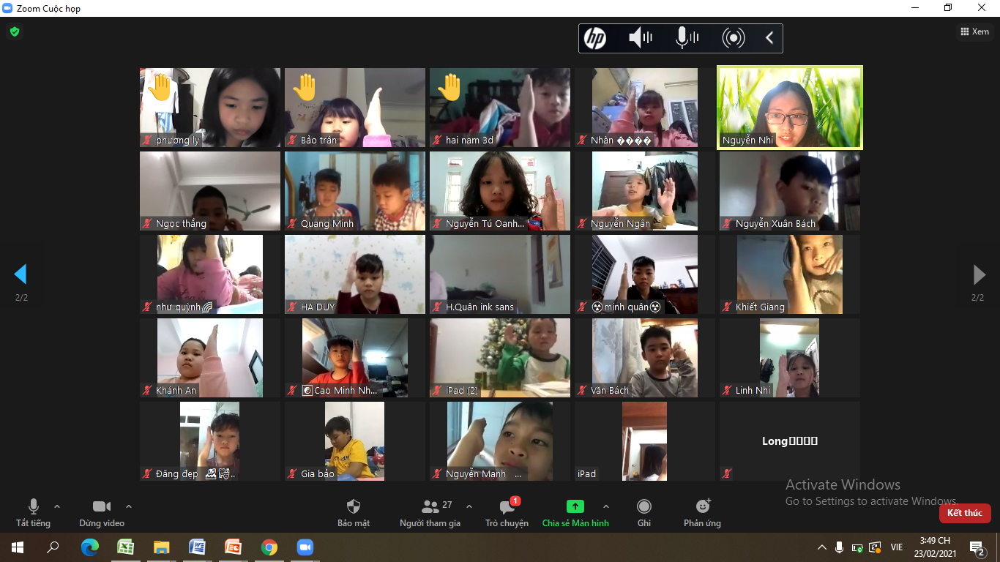 Zoom Cuộc họp
hp
Xem
phương ly
Bảo trân
hai nam 3d
Nhàn ����
Nguyễn Nhi
Ngọc thắng
Quang Minh
Nguyễn Tú Oanh...
Nguyễn Ngân
Nguyễn Xuân Bách
2/2
2/2
như quỳnh🌈
HA DUY
H.Quân ink sans
☢minh quân☢
Khiết Giang
Khánh An
Cao Minh Nh...
iPad (2)
Văn Bách
Linh Nhi
Đăng đẹp ..
Gia bảo
Nguyễn Mạnh ...
iPad
Long▯▯▯▯
Activate Windows
Go to Settings to activate Windows.
Tắt tiếng
Dừng video
Bảo mật
27
Người tham gia
1
Trò chuyện
Chia sẻ Màn hình
Ghi
Phản ứng
Kết thúc
VIE
3:49 CH
23/02/2021
2